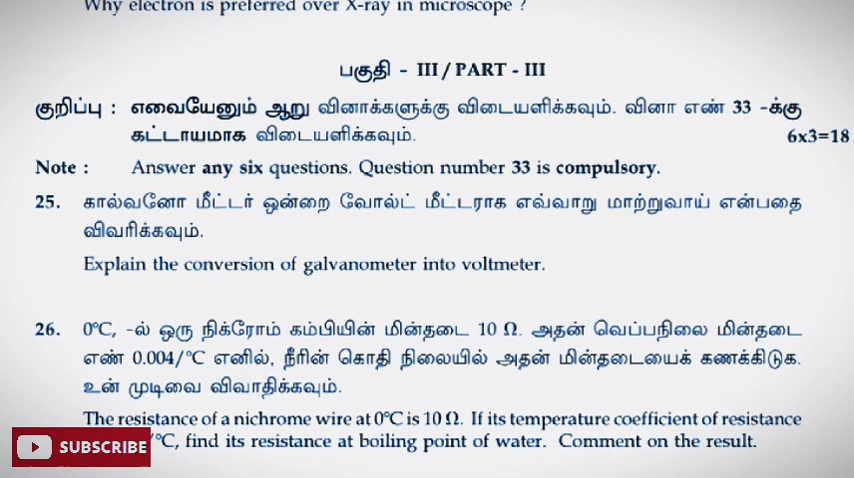 Why electron is preferred over X-ray in microscope ?
பகுதி - III / PART - III
குறிப்பு : எவையேனும் ஆறு வினாக்களுக்கு விடையளிக்கவும். வினா எண் 33 -க்கு
கட்டாயமாக விடையளிக்கவும். 6x3=18
Note : Answer any six questions. Question number 33 is compulsory.
25. கால்வனோ மீட்டர் ஒன்றை வோல்ட் மீட்டராக எவ்வாறு மாற்றுவாய் என்பதை
விவரிக்கவும்.
Explain the conversion of galvanometer into voltmeter.
26. 0°C, -ல் ஒரு நிக்ரோம் கம்பியின் மின்தடை 10 Ω. அதன் வெப்பநிலை மின்தடை
எண் 0.004/°C எனில், நீரின் கொதி நிலையில் அதன் மின்தடையைக் கணக்கிடுக.
உன் முடிவை விவாதிக்கவும்.
The resistance of a nichrome wire at 0°C is 10 Ω. If its temperature coefficient of resistance
/°C, find its resistance at boiling point of water. Comment on the result.
SUBSCRIBE